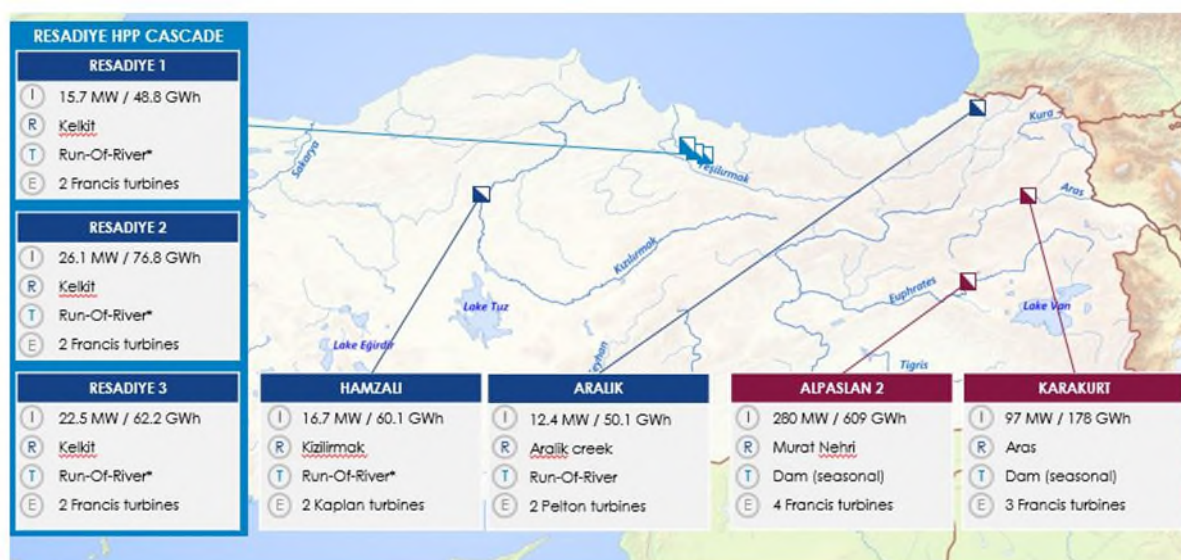 RESADIYE HPP CASCADE
RESADIYE 1
I 15.7 MW / 48.8 GWh
R Kelkit
T Run-Of-River*
E 2 Francis turbines
RESADIYE 2
I 26.1 MW / 76.8 GWh
R Kelkit
T Run-Of-River*
E 2 Francis turbines
RESADIYE 3
I 22.5 MW / 62.2 GWh
R Kelkit
T Run-Of-River*
E 2 Francis turbines
Sakarya
Yeşilırmak
Kura
Aras
Kızılırmak
Euphrates
Lake Tuz
Lake Van
Lake Eğirdir
Seyhan
Tigris
HAMZALI
I 16.7 MW / 60.1 GWh
R Kizilirmak
T Run-Of-River*
E 2 Kaplan turbines
ARALIK
I 12.4 MW / 50.1 GWh
R Aralik creek
T Run-Of-River
E 2 Pelton turbines
ALPASLAN 2
I 280 MW / 609 GWh
R Murat Nehri
T Dam (seasonal)
E 4 Francis turbines
KARAKURT
I 97 MW / 178 GWh
R Aras
T Dam (seasonal)
E 3 Francis turbines